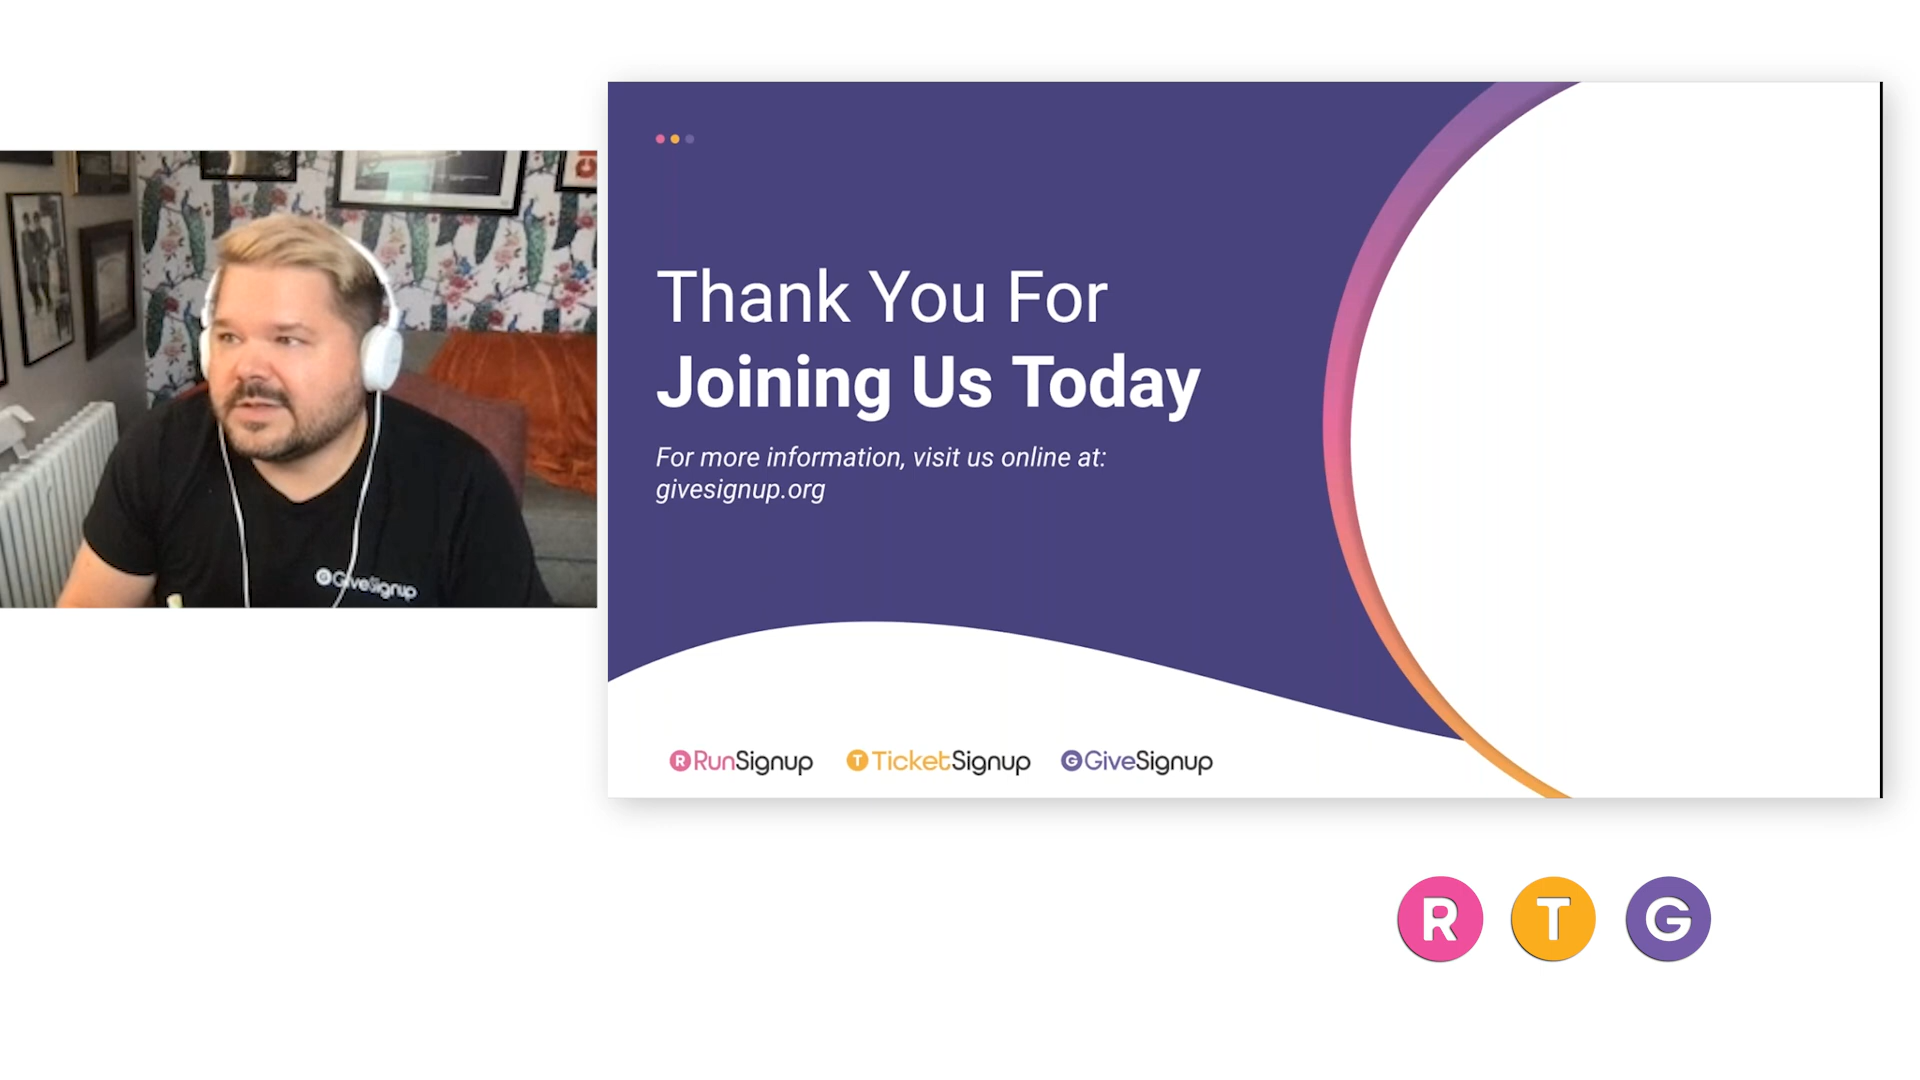 Thank You For
Joining Us Today
For more information, visit us online at:
givesignup.org
R RunSignup T TicketSignup G GiveSignup
G GiveSignup
R T G